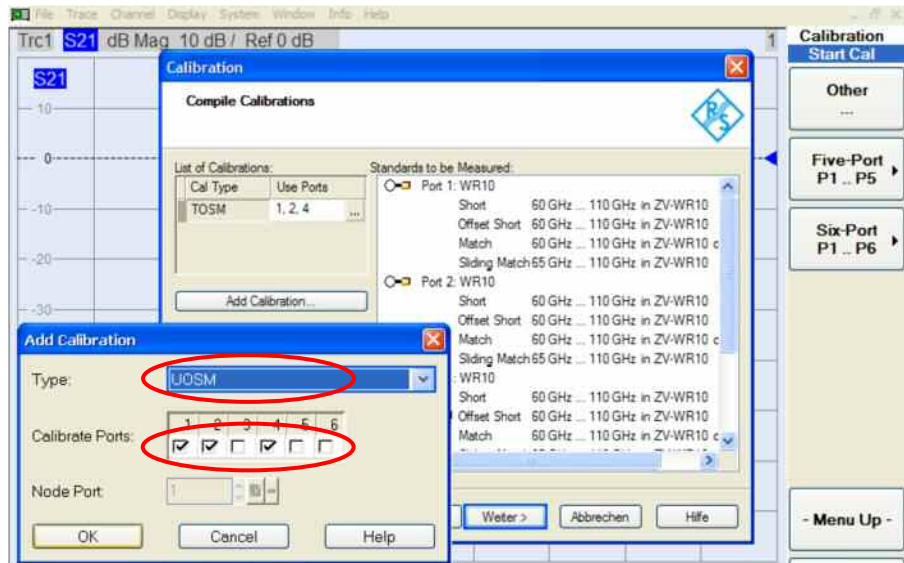 File Trace Channel Display System Window Info Help
Trc1 S21 dB Mag 10 dB / Ref 0 dB 1
S21
10
0
-10
-20
-30
Calibration
Compile Calibrations
R&S
List of Calibrations:
Cal Type Use Ports
TOSM 1, 2, 4 ...
Add Calibration...
Standards to be Measured:
Port 1: WR10
Short 60 GHz ... 110 GHz in ZV-WR10
Offset Short 60 GHz ... 110 GHz in ZV-WR10
Match 60 GHz ... 110 GHz in ZV-WR10 c
Sliding Match 65 GHz ... 110 GHz in ZV-WR10
Port 2: WR10
Short 60 GHz ... 110 GHz in ZV-WR10
Offset Short 60 GHz ... 110 GHz in ZV-WR10
Match 60 GHz ... 110 GHz in ZV-WR10 c
Sliding Match 65 GHz ... 110 GHz in ZV-WR10
: WR10
Short 60 GHz ... 110 GHz in ZV-WR10
Offset Short 60 GHz ... 110 GHz in ZV-WR10
Match 60 GHz ... 110 GHz in ZV-WR10 c
Weiter >
Abbrechen
Hilfe
Add Calibration
Type: UOSM
1 2 3 4 5 6
Calibrate Ports:
Node Port 1
OK Cancel Help
Calibration
Start Cal
Other
...
Five-Port
P1 .. P5
Six-Port
P1 .. P6
- Menu Up -